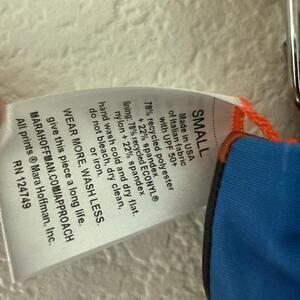 SMALL
Made in USA
of Italian fabric
with UPF 50+
78% recycled polyester
+ 22% spandex
lining: 78% recycled ECONYL®
nylon + 22% spandex
hand wash cold and dry flat.
do not bleach, dry clean,
or iron.
WEAR MORE. WASH LESS.
give this piece a long life.
MARAHOFFMAN.COM/APPROACH
All prints ® Mara Hoffman, Inc.
RN 124749